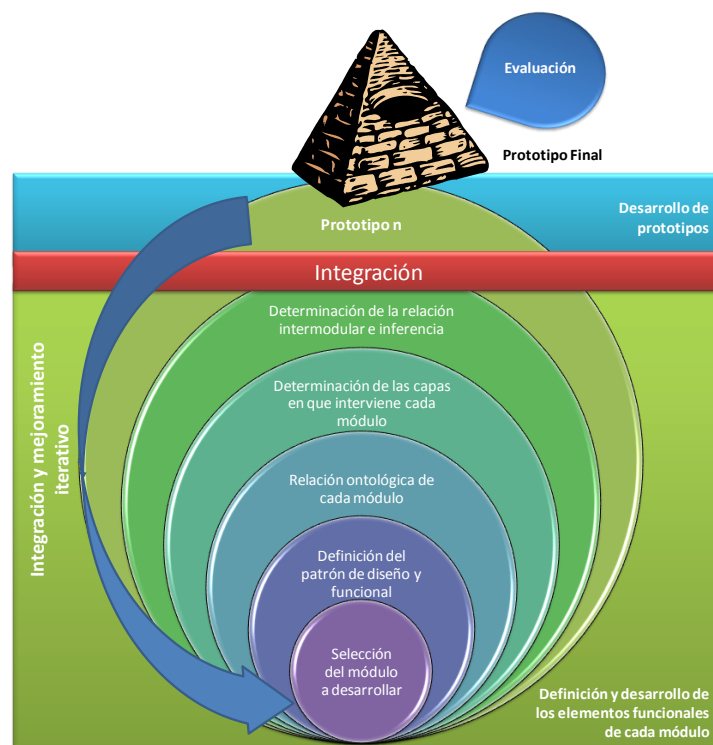 Evaluación
Prototipo Final
Desarrollo de
prototipos
Prototipo n
Integración
Determinación de la relación
intermodular e inferencia
Determinación de las capas
en que interviene cada
módulo
Integración y mejoramiento
iterativo
Relación ontológica de
cada módulo
Definición del
patrón de diseño y
funcional
Selección
del módulo
a desarrollar
Definición y desarrollo de
los elementos funcionales
de cada módulo